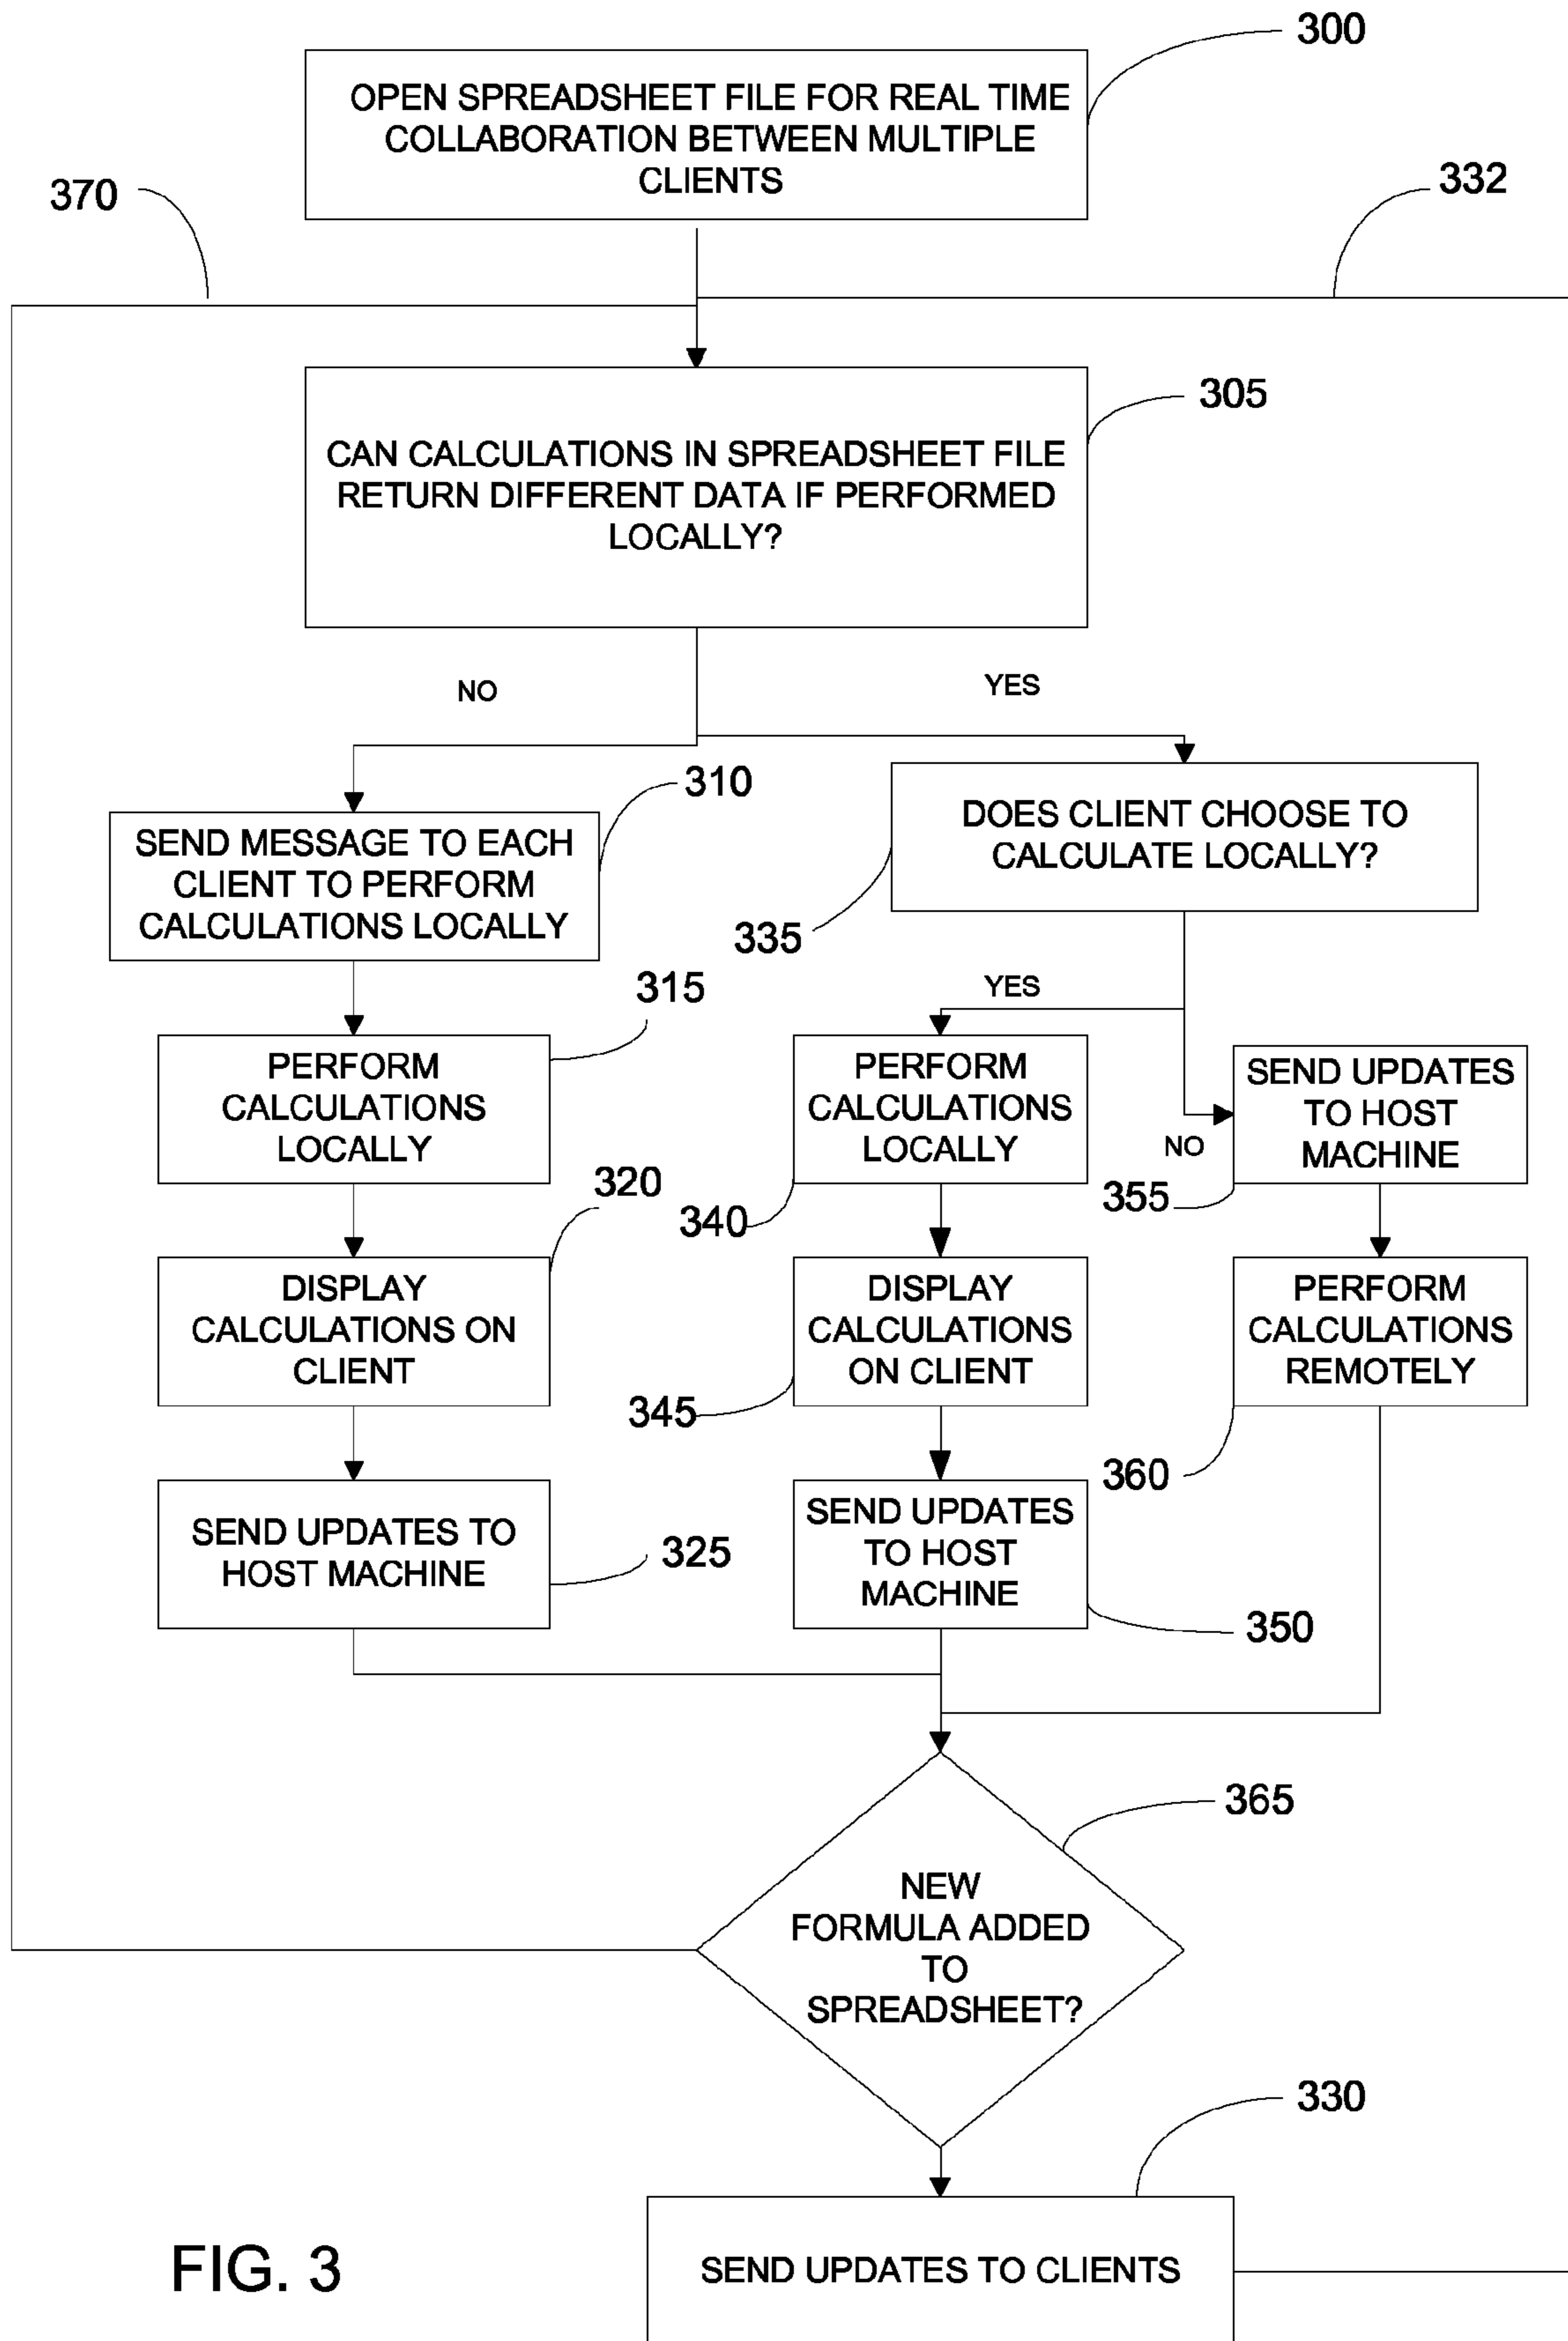 300
OPEN SPREADSHEET FILE FOR REAL TIME
COLLABORATION BETWEEN MULTIPLE
CLIENTS
370
332
305
CAN CALCULATIONS IN SPREADSHEET FILE
RETURN DIFFERENT DATA IF PERFORMED
LOCALLY?
NO
YES
310
SEND MESSAGE TO EACH
CLIENT TO PERFORM
CALCULATIONS LOCALLY
DOES CLIENT CHOOSE TO
CALCULATE LOCALLY?
335
315
YES
PERFORM
CALCULATIONS
LOCALLY
PERFORM
CALCULATIONS
LOCALLY
NO
SEND UPDATES
TO HOST
MACHINE
320
340
355
DISPLAY
CALCULATIONS ON
CLIENT
DISPLAY
CALCULATIONS
ON CLIENT
PERFORM
CALCULATIONS
REMOTELY
345
360
SEND UPDATES TO
HOST MACHINE
325
SEND UPDATES
TO HOST
MACHINE
350
365
NEW
FORMULA ADDED
TO
SPREADSHEET?
330
SEND UPDATES TO CLIENTS
FIG. 3